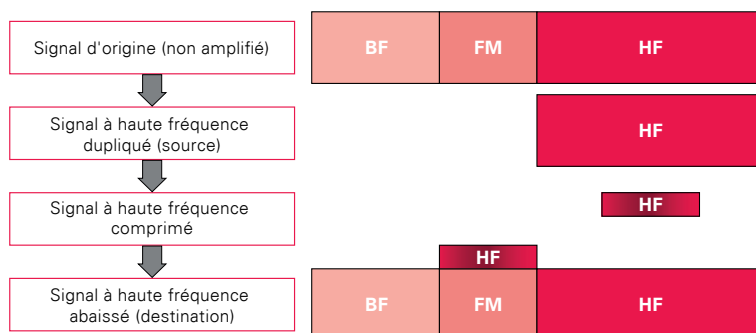 Signal d'origine (non amplifié)
BF FM HF
Signal à haute fréquence
dupliqué (source)
HF
Signal à haute fréquence
comprimé
HF
HF
Signal à haute fréquence
abaissé (destination)
BF FM HF